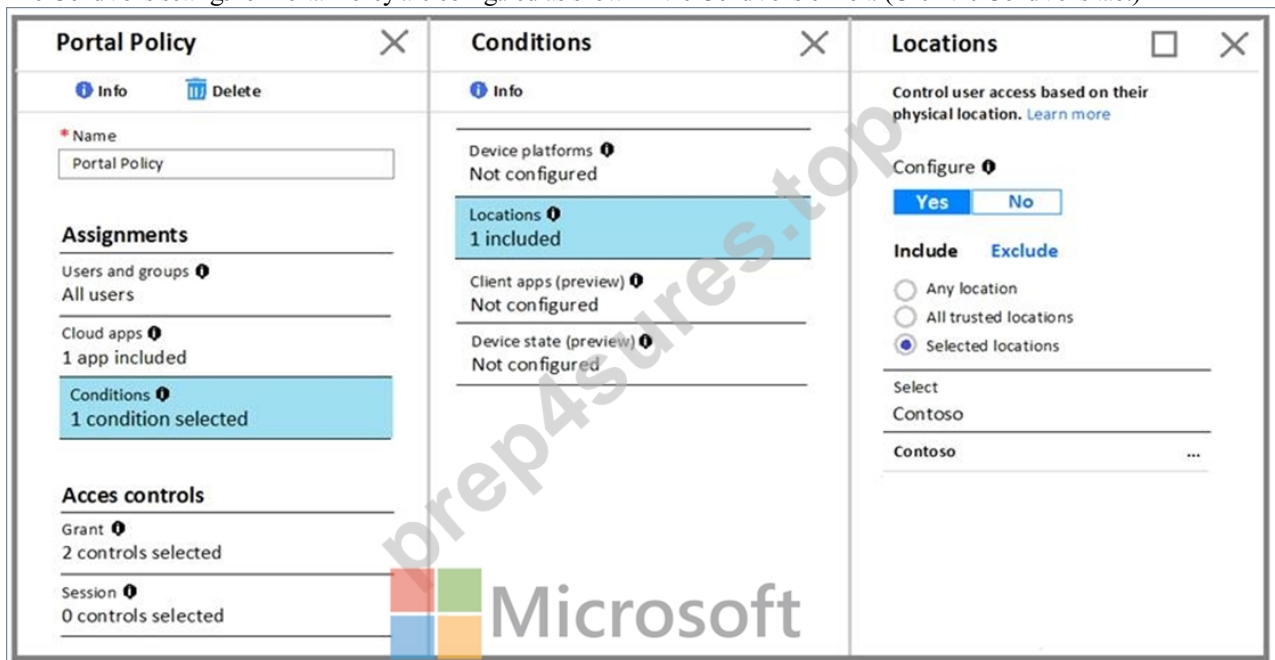 Portal Policy
Info Delete
* Name
Portal Policy
Assignments
Users and groups
All users
Cloud apps
1 app included
Conditions
1 condition selected
Acces controls
Grant
2 controls selected
Session
0 controls selected
Conditions
Info
Device platforms
Not configured
Locations
1 included
Client apps (preview)
Not configured
Device state (preview)
Not configured
Locations
Control user access based on their
physical location. Learn more
Configure
Yes No
Include Exclude
Any location
All trusted locations
Selected locations
Select
Contoso
Contoso ...
prep4sures.top
Microsoft